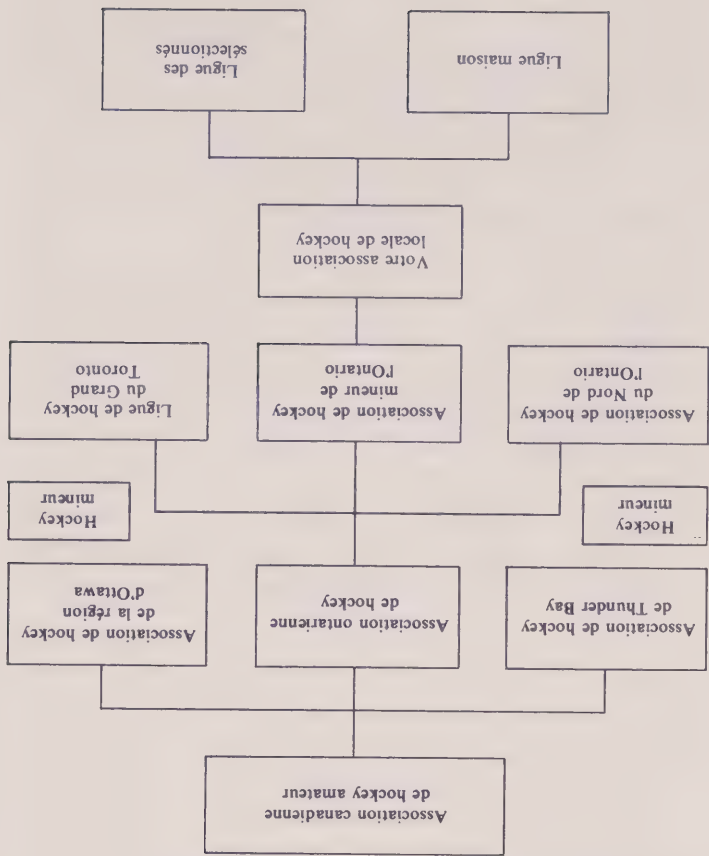 Association canadienne
de hockey amateur
Association de hockey
de Thunder Bay
Association ontarienne
de hockey
Association de hockey
de la région
d'Ottawa
Hockey
mineur
Hockey
mineur
Association de hockey
du Nord de
l'Ontario
Association de hockey
mineur de
l'Ontario
Ligue de hockey
du Grand
Toronto
Votre association
locale de hockey
Ligue maison
Ligue des
sélectionnés